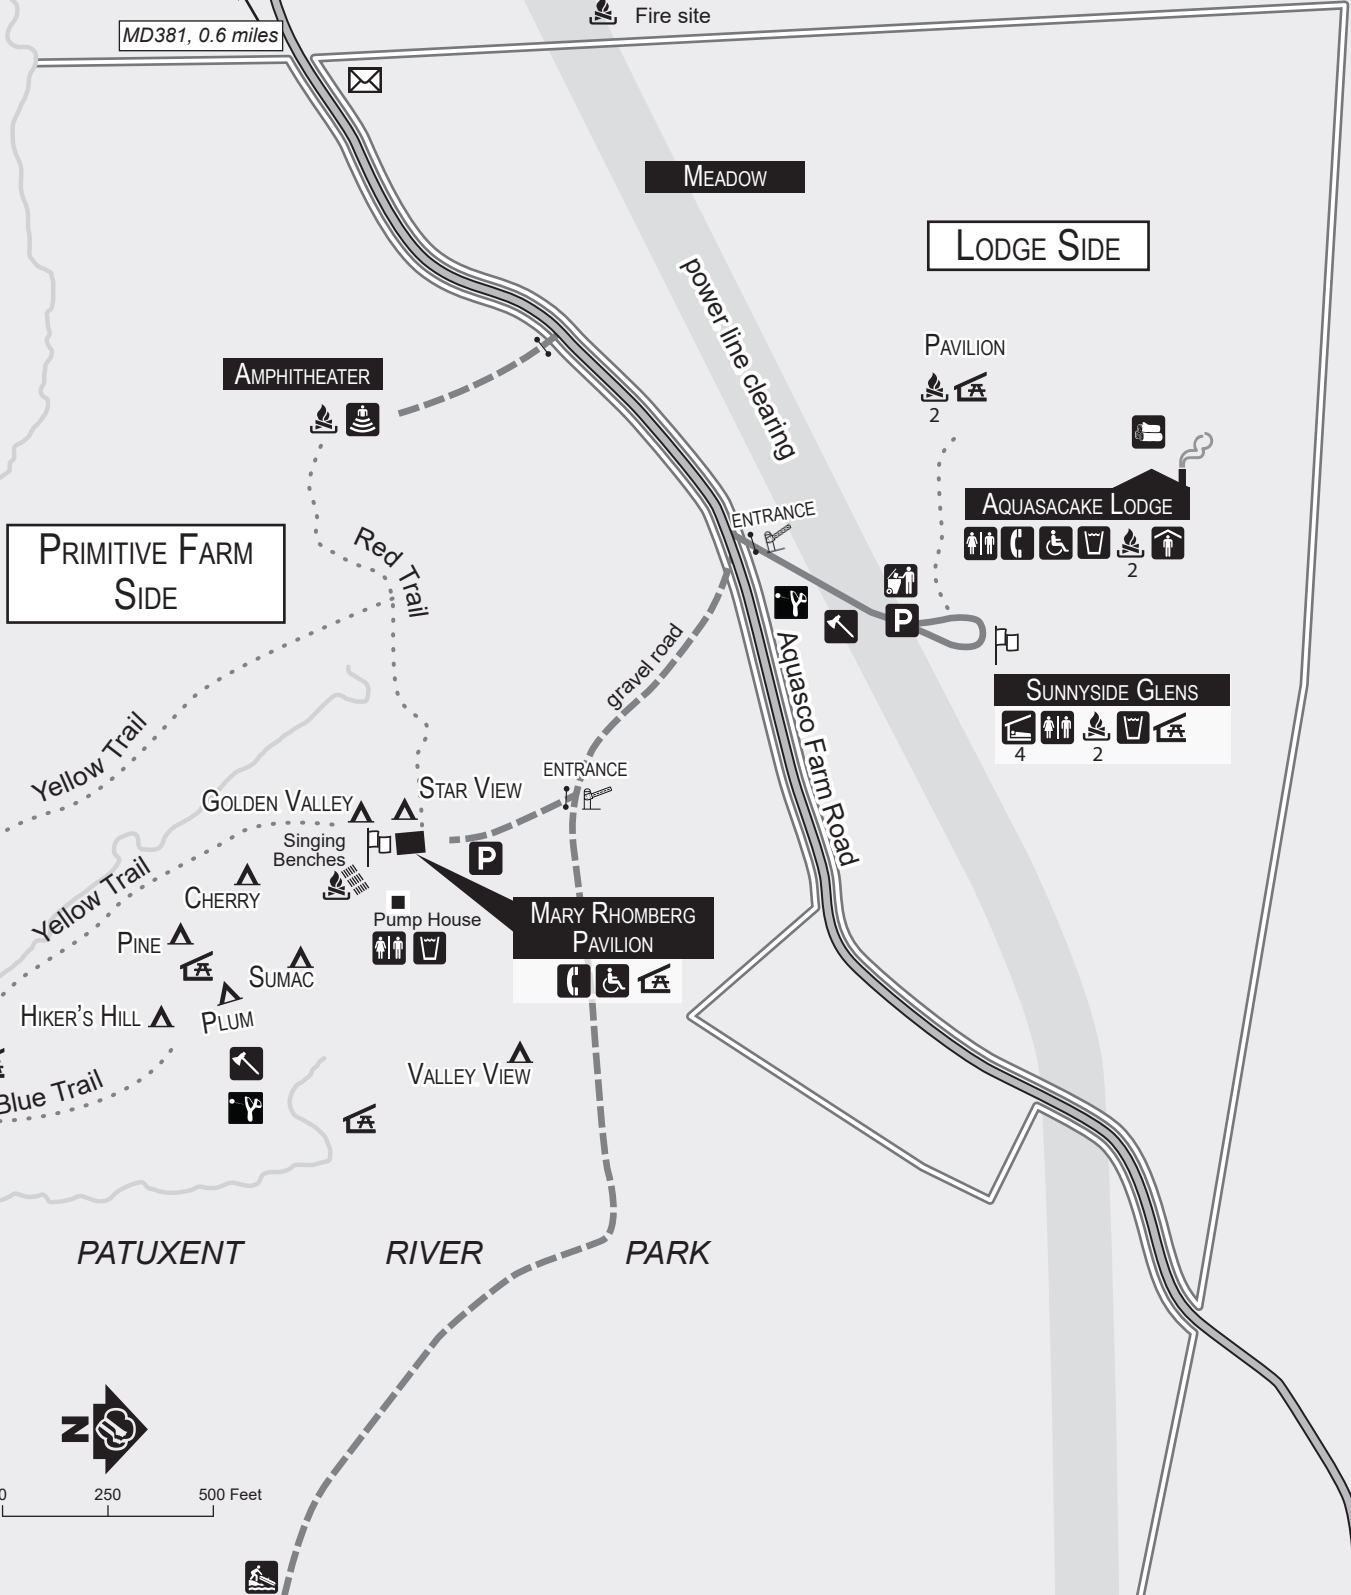 Fire site
MD381, 0.6 miles
MEADOW
LODGE SIDE
power line clearing
PAVILION
2
AMPHITHEATER
AQUASACAKE LODGE
2
ENTRANCE
PRIMITIVE FARM
SIDE
Red Trail
P
gravel road
Aquasco Farm Road
SUNNYSIDE GLENS
4
2
Yellow Trail
ENTRANCE
STAR VIEW
GOLDEN VALLEY
Singing
Benches
P
Yellow Trail
CHERRY
MARY RHOMBERG
PAVILION
Pump House
PINE
SUMAC
HIKER'S HILL
PLUM
VALLEY VIEW
Blue Trail
PATUXENT RIVER PARK
N
0 250 500 Feet